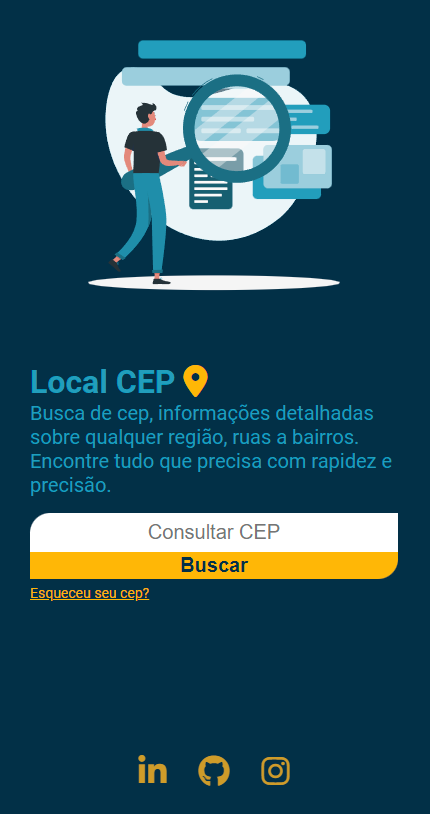 Local CEP
Busca de cep, informações detalhadas
sobre qualquer região, ruas a bairros.
Encontre tudo que precisa com rapidez e
precisão.
Consultar CEP
Buscar
Esqueceu seu cep?